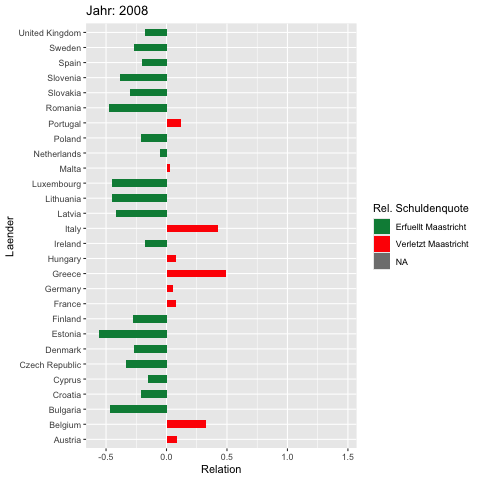 Jahr: 2008
United Kingdom
Sweden
Spain
Slovenia
Slovakia
Romania
Portugal
Poland
Netherlands
Malta
Luxembourg
Lithuania
Latvia
Italy
Ireland
Hungary
Greece
Germany
France
Finland
Estonia
Denmark
Czech Republic
Cyprus
Croatia
Bulgaria
Belgium
Austria
Laender
-0.5 0.0 0.5 1.0 1.5
Relation
Rel. Schuldenquote
Erfuellt Maastricht
Verletzt Maastricht
NA